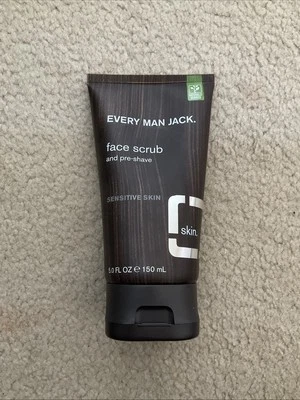 EVERY MAN JACK.
face scrub
and pre-shave
SENSITIVE SKIN
skin.
5.0 FL OZ ℮ 150 mL